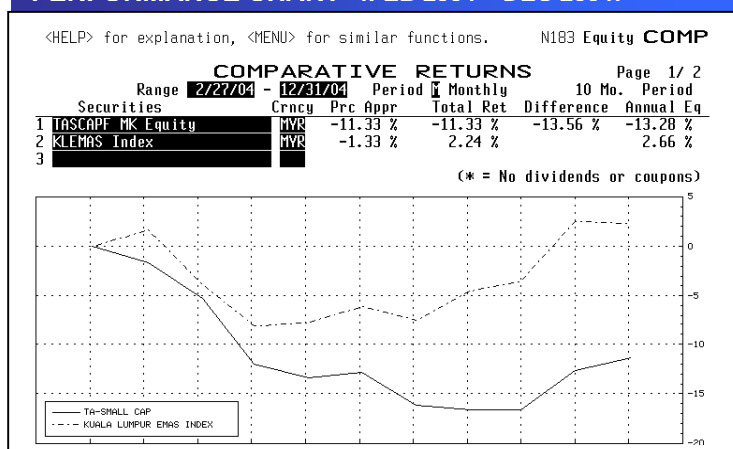 <HELP> for explanation, <MENU> for similar functions. N183 Equity COMP
COMPARATIVE RETURNS Page 1/ 2
Range 2/27/04 - 12/31/04 Period M Monthly 10 Mo. Period
Securities Crncy Prc Appr Total Ret Difference Annual Eq
1 TASCAPF MK Equity MYR -11.33 % -11.33 % -13.56 % -13.28 %
2 KLEMAS Index MYR -1.33 % 2.24 % 2.66 %
3
(* = No dividends or coupons)
5
0
-5
-10
-15
TA-SMALL CAP
KUALA LUMPUR EMAS INDEX
-20